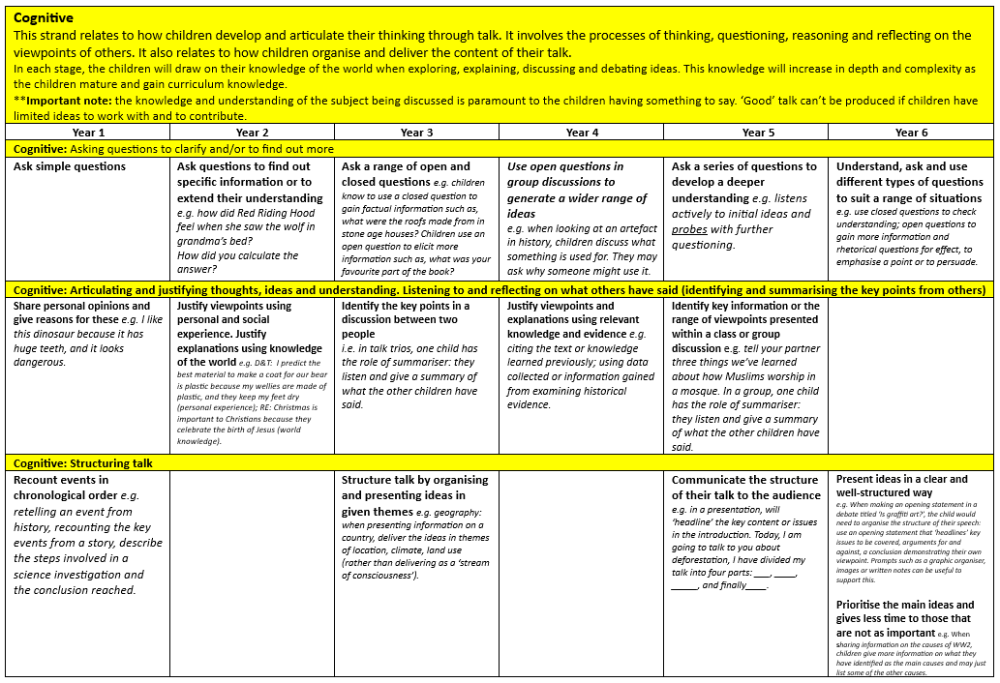 Cognitive
This strand relates to how children develop and articulate their thinking through talk. It involves the processes of thinking, questioning, reasoning and reflecting on the
viewpoints of others. It also relates to how children organise and deliver the content of their talk.
In each stage, the children will draw on their knowledge of the world when exploring, explaining, discussing and debating ideas. This knowledge will increase in depth and complexity as
the children mature and gain curriculum knowledge.
**Important note: the knowledge and understanding of the subject being discussed is paramount to the children having something to say. ‘Good’ talk can’t be produced if children have
limited ideas to work with and to contribute.
Year 1
Year 2
Year 3
Year 4
Year 5
Year 6
Cognitive: Asking questions to clarify and/or to find out more
Ask simple questions
Ask questions to find out
specific information or to
extend their understanding
e.g. how did Red Riding Hood
feel when she saw the wolf in
grandma’s bed?
How did you calculate the
answer?
Ask a range of open and
closed questions e.g. children
know to use a closed question to
gain factual information such as,
what were the roofs made from in
stone age houses? Children use an
open question to elicit more
information such as, what was your
favourite part of the book?
Use open questions in
group discussions to
generate a wider range of
ideas
e.g. when looking at an artefact
in history, children discuss what
something is used for. They may
ask why someone might use it.
Ask a series of questions to
develop a deeper
understanding e.g. listens
actively to initial ideas and
probes with further
questioning.
Understand, ask and use
different types of questions
to suit a range of situations
e.g. use closed questions to check
understanding; open questions to
gain more information and
rhetorical questions for effect, to
emphasise a point or to persuade.
Cognitive: Articulating and justifying thoughts, ideas and understanding. Listening to and reflecting on what others have said (identifying and summarising the key points from others)
Share personal opinions and
give reasons for these e.g. I like
this dinosaur because it has
huge teeth, and it looks
dangerous.
Justify viewpoints using
personal and social
experience. Justify
explanations using knowledge
of the world e.g. D&T: I predict the
best material to make a coat for our bear
is plastic because my wellies are made of
plastic, and they keep my feet dry
(personal experience); RE: Christmas is
important to Christians because they
celebrate the birth of Jesus (world
knowledge).
Identify the key points in a
discussion between two
people
i.e. in talk trios, one child has
the role of summariser: they
listen and give a summary of
what the other children have
said.
Justify viewpoints and
explanations using relevant
knowledge and evidence e.g.
citing the text or knowledge
learned previously; using data
collected or information gained
from examining historical
evidence.
Identify key information or the
range of viewpoints presented
within a class or group
discussion e.g. tell your partner
three things we’ve learned
about how Muslims worship in
a mosque. In a group, one child
has the role of summariser:
they listen and give a summary
of what the other children have
said.
Cognitive: Structuring talk
Recount events in
chronological order e.g.
retelling an event from
history, recounting the key
events from a story, describe
the steps involved in a
science investigation and
the conclusion reached.
Structure talk by organising
and presenting ideas in
given themes e.g. geography:
when presenting information on a
country, deliver the ideas in themes
of location, climate, land use
(rather than delivering as a ‘stream
of consciousness’).
Communicate the structure
of their talk to the audience
e.g. in a presentation, will
‘headline’ the key content or issues
in the introduction. Today, I am
going to talk to you about
deforestation, I have divided my
talk into four parts: ___, ____,
_____, and finally____.
Present ideas in a clear and
well-structured way
e.g. When making an opening statement in a
debate titled ‘Is graffiti art?’, the child would
need to organise the structure of their speech:
use an opening statement that ‘headlines’ key
issues to be covered, arguments for and
against, a conclusion demonstrating their own
viewpoint. Prompts such as a graphic organiser,
images or written notes can be useful to
support this.
Prioritise the main ideas and
gives less time to those that
are not as important e.g. When
sharing information on the causes of WW2,
children give more information on what they
have identified as the main causes and may just
list some of the other causes.